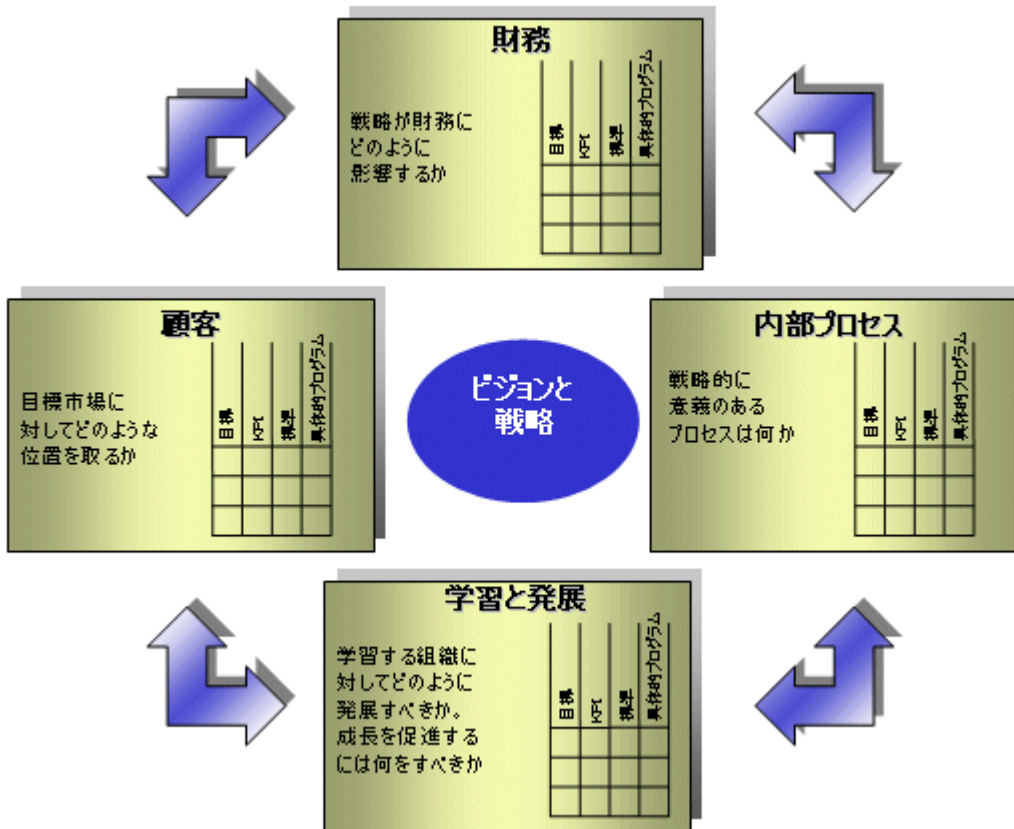 財務
戦略が財務に
どのように
影響するか
目標
KPI
標準
具体的プログラム
顧客
目標市場に
対してどのような
位置を取るか
目標
KPI
標準
具体的プログラム
ビジョンと
戦略
内部プロセス
戦略的に
意義のある
プロセスは何か
目標
KPI
標準
具体的プログラム
学習と発展
学習する組織に
対してどのように
発展すべきか。
成長を促進する
には何をすべきか
目標
KPI
標準
具体的プログラム